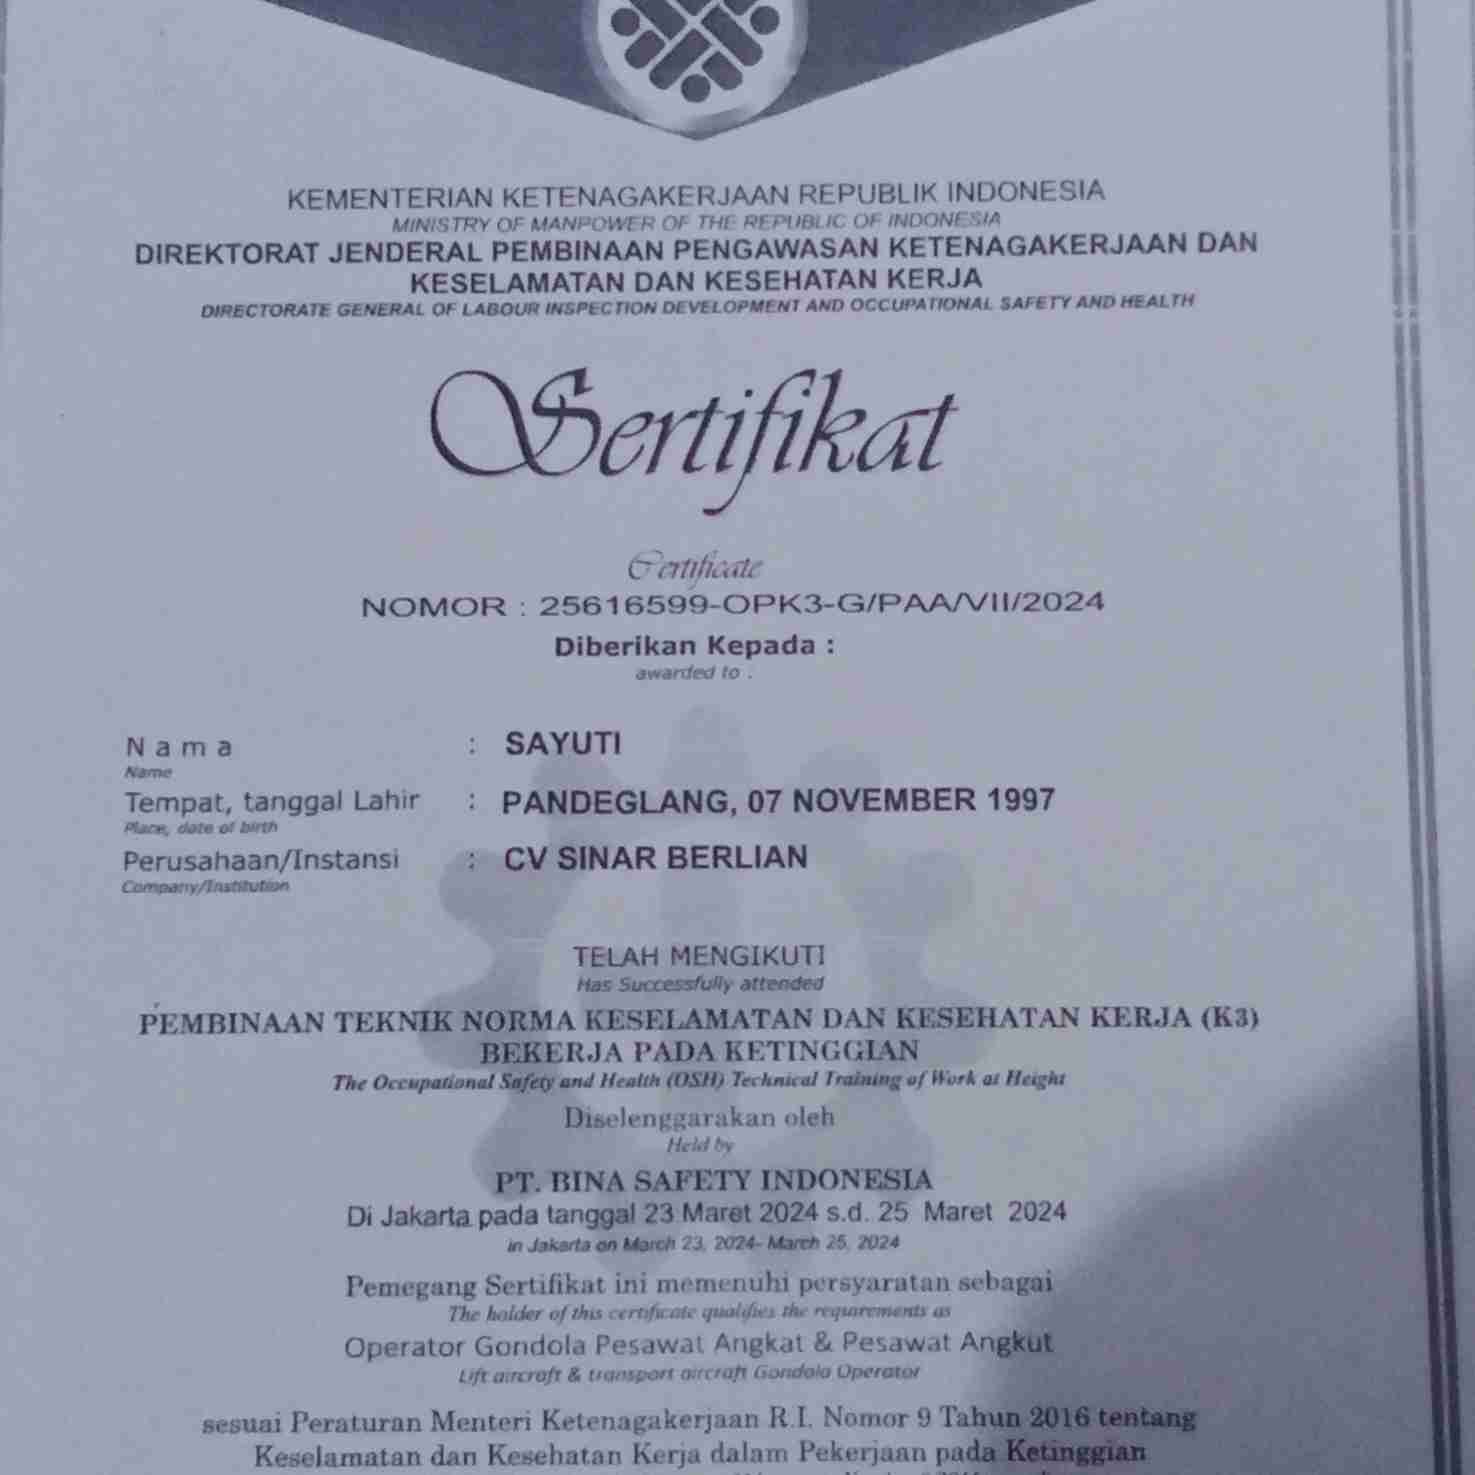 KEMENTERIAN KETENAGAKERJAAN REPUBLIK INDONESIA
MINISTRY OF MANPOWER OF THE REPUBLIC OF INDONESIA
DIREKTORAT JENDERAL PEMBINAAN PENGAWASAN KETENAGAKERJAAN DAN
KESELAMATAN DAN KESEHATAN KERJA
DIRECTORATE GENERAL OF LABOUR INSPECTION DEVELOPMENT AND OCCUPATIONAL SAFETY AND HEALTH
Sertifikat
Certificate
NOMOR : 25616599-OPK3-G/PAA/VII/2024
Diberikan Kepada :
awarded to :
Nama : SAYUTI
Name
Tempat, tanggal Lahir : PANDEGLANG, 07 NOVEMBER 1997
Place, date of birth
Perusahaan/Instansi : CV SINAR BERLIAN
Company/Institution
TELAH MENGIKUTI
Has Successfully attended
PEMBINAAN TEKNIK NORMA KESELAMATAN DAN KESEHATAN KERJA (K3)
BEKERJA PADA KETINGGIAN
The Occupational Safety and Health (OSH) Technical Training of Work at Height
Diselenggarakan oleh
Held by
PT. BINA SAFETY INDONESIA
Di Jakarta pada tanggal 23 Maret 2024 s.d. 25 Maret 2024
in Jakarta on March 23, 2024- March 25, 2024
Pemegang Sertifikat ini memenuhi persyaratan sebagai
The holder of this certificate qualifies the requirements as
Operator Gondola Pesawat Angkat & Pesawat Angkut
Lift aircraft & transport aircraft Gondola Operator
sesuai Peraturan Menteri Ketenagakerjaan R.I. Nomor 9 Tahun 2016 tentang
Keselamatan dan Kesehatan Kerja dalam Pekerjaan pada Ketinggian